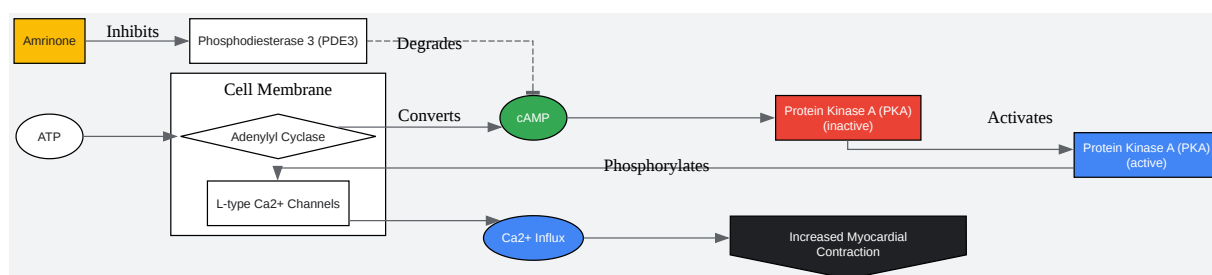 Amrinone
Inhibits
Phosphodiesterase 3 (PDE3)
Degrades
Cell Membrane
ATP
Adenylyl Cyclase
Converts
cAMP
Protein Kinase A (PKA)
(inactive)
Activates
Protein Kinase A (PKA)
(active)
Phosphorylates
L-type Ca2+ Channels
Ca2+ Influx
Increased Myocardial
Contraction